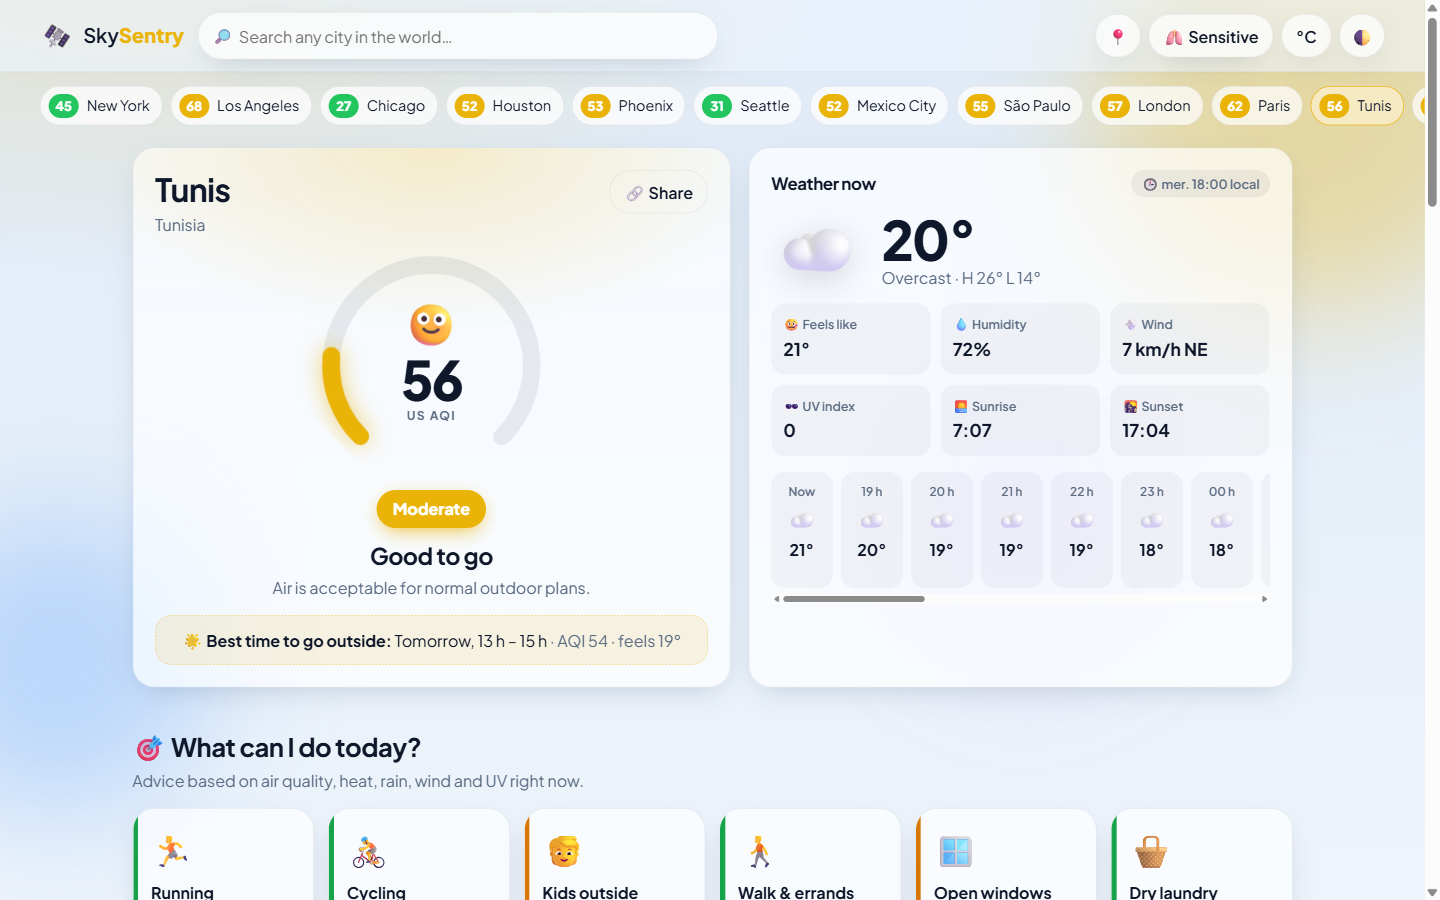 SkySentry
Search any city in the world...
Sensitive
°C
45 New York
68 Los Angeles
27 Chicago
52 Houston
53 Phoenix
31 Seattle
52 Mexico City
55 São Paulo
57 London
62 Paris
56 Tunis
Tunis
Share
Tunisia
56
US AQI
Moderate
Good to go
Air is acceptable for normal outdoor plans.
Best time to go outside: Tomorrow, 13 h – 15 h · AQI 54 · feels 19°
Weather now
mer. 18:00 local
20°
Overcast · H 26° L 14°
Feels like
21°
Humidity
72%
Wind
7 km/h NE
UV index
0
Sunrise
7:07
Sunset
17:04
Now
21°
19 h
20°
20 h
19°
21 h
19°
22 h
19°
23 h
18°
00 h
18°
What can I do today?
Advice based on air quality, heat, rain, wind and UV right now.
Running
Cycling
Kids outside
Walk & errands
Open windows
Dry laundry